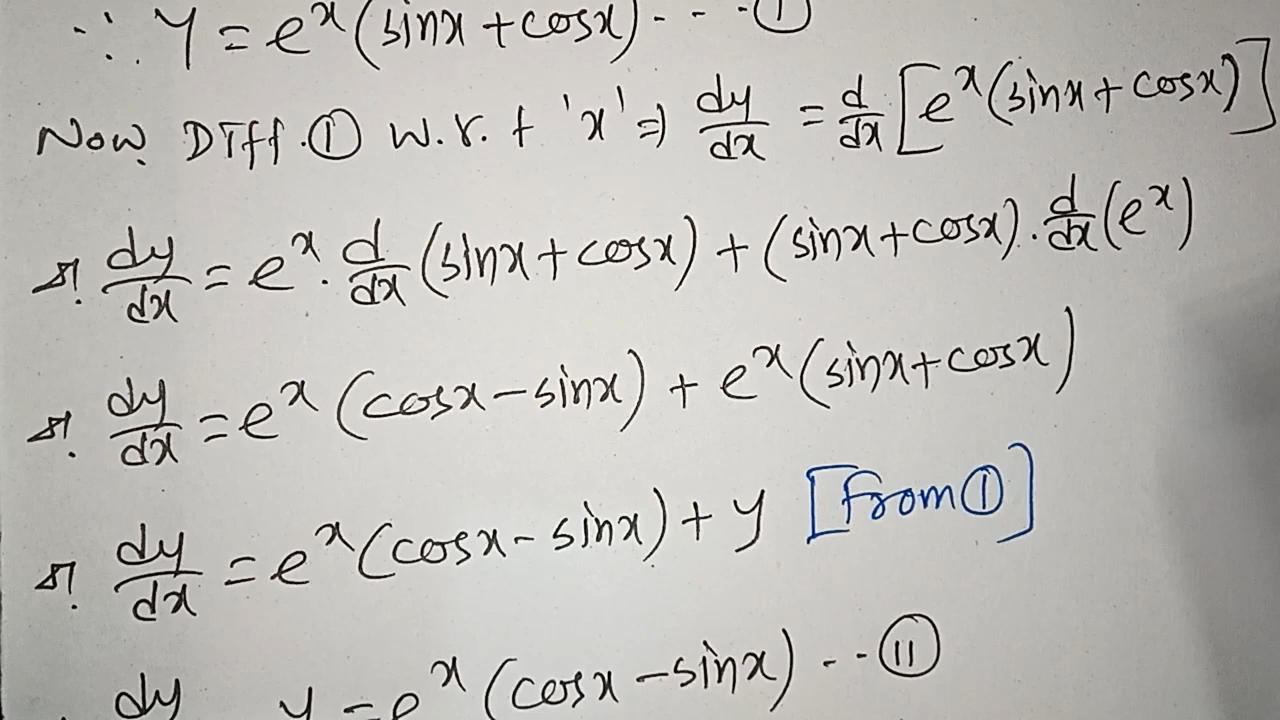 ∵ y = e^x (sinx + cosx) - - - ①
Now, Diff. ① w.r.t 'x' ⇒ dy/dx = d/dx [e^x (sinx + cosx)]
या, dy/dx = e^x . d/dx (sinx + cosx) + (sinx + cosx) . d/dx (e^x)
या, dy/dx = e^x (cosx - sinx) + e^x (sinx + cosx)
या, dy/dx = e^x (cosx - sinx) + y [from ①]
dy y = e^x (cosx - sinx) - - ⑪